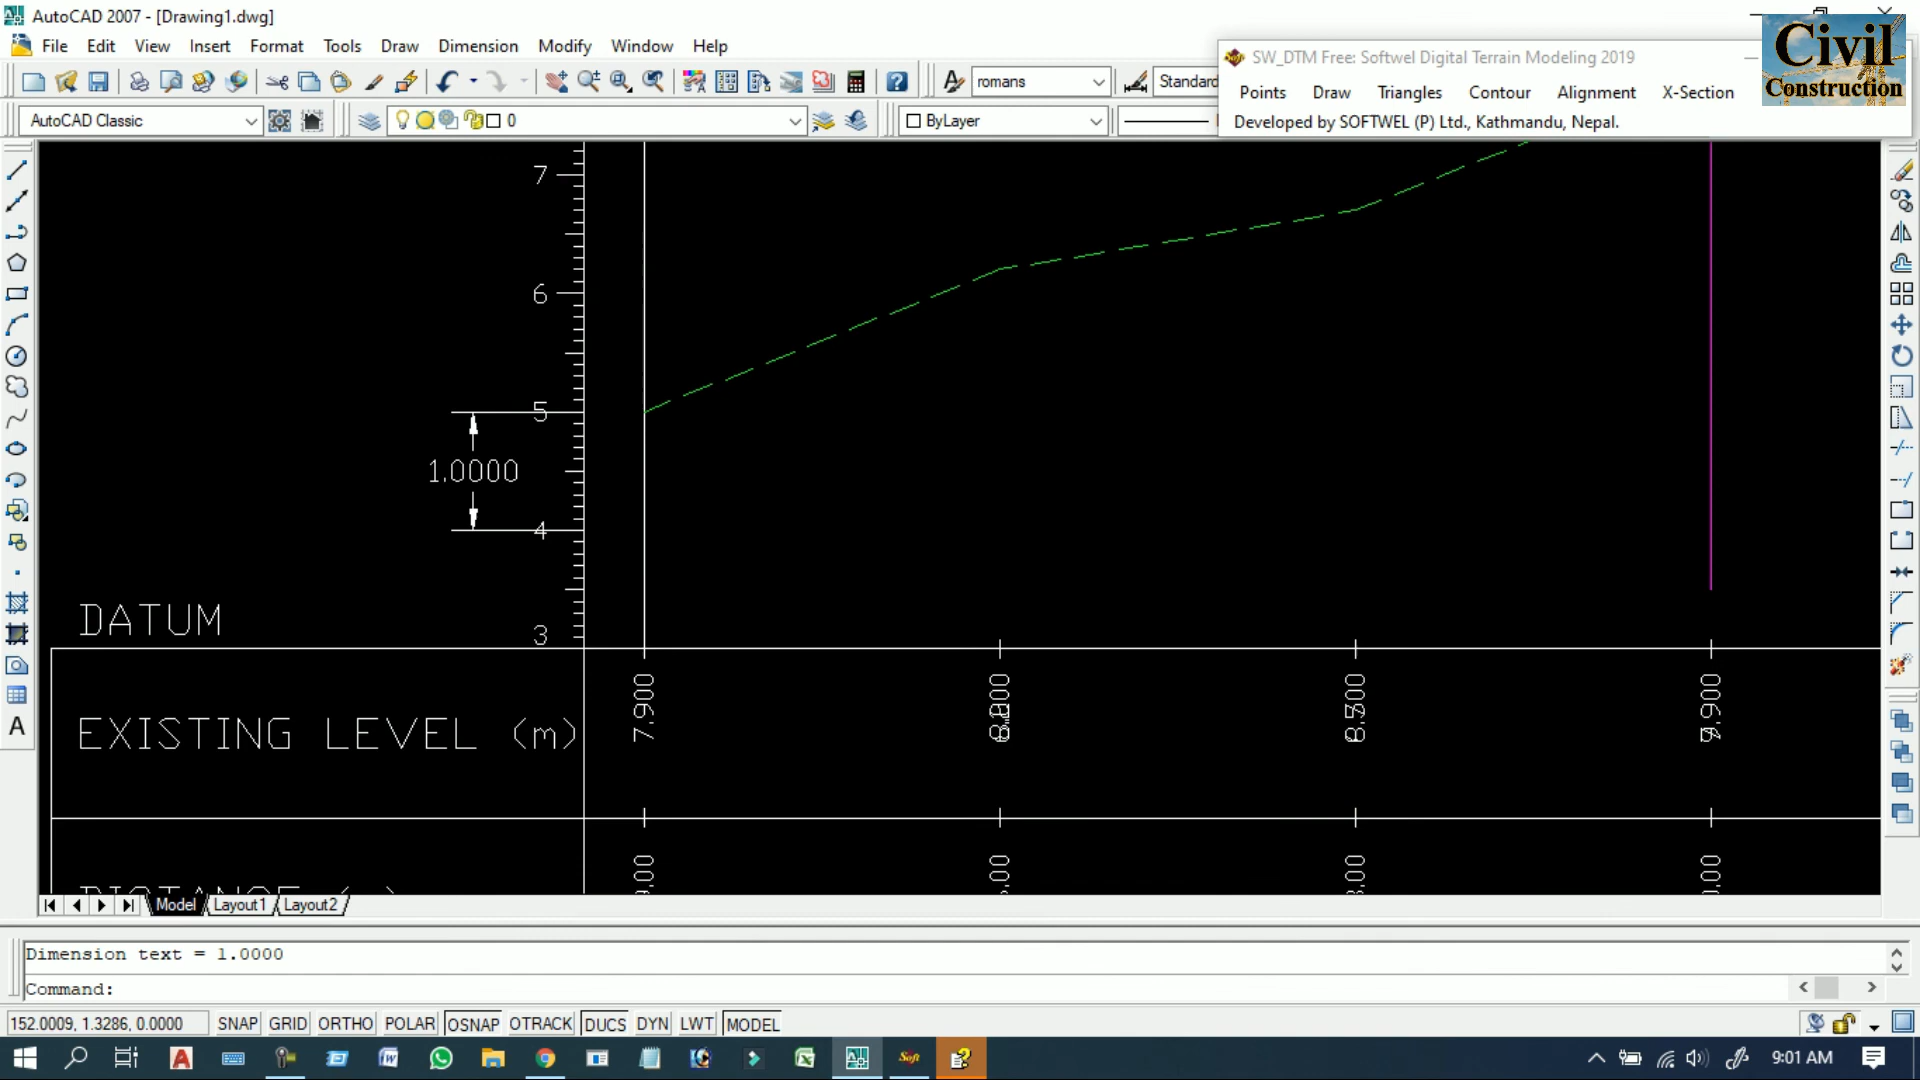 AutoCAD 2007 - [Drawing1.dwg]
File Edit View Insert Format Tools Draw Dimension Modify Window Help
Civil
Construction
SW_DTM Free: Softwel Digital Terrain Modeling 2019
Points Draw Triangles Contour Alignment X-Section
Developed by SOFTWEL (P) Ltd., Kathmandu, Nepal.
romans
Standard
AutoCAD Classic
0
ByLayer
7
6
5
1.0000
4
DATUM
3
EXISTING LEVEL (m)
7.900
Model
Layout1
Layout2
Dimension text = 1.0000
Command:
152.0009, 1.3286, 0.0000
SNAP GRID ORTHO POLAR OSNAP OTRACK DUCS DYN LWT MODEL
9:01 AM